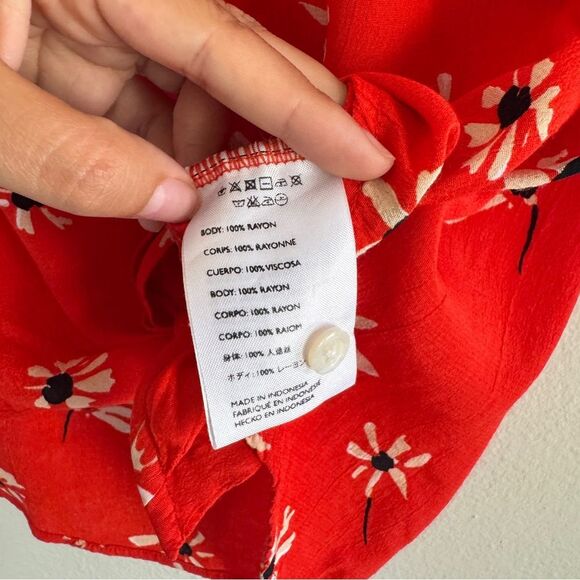 BODY: 100% RAYON
CORPS: 100% RAYONNE
CUERPO: 100% VISCOSA
BODY: 100% RAYON
CORPO: 100% RAYON
CORPO: 100% RAIOM
身体: 100% 人造丝
ボディ: 100% レーヨン
MADE IN INDONESIA
FABRIQUÉ EN INDONESIE
HECKO EN INDONESIA